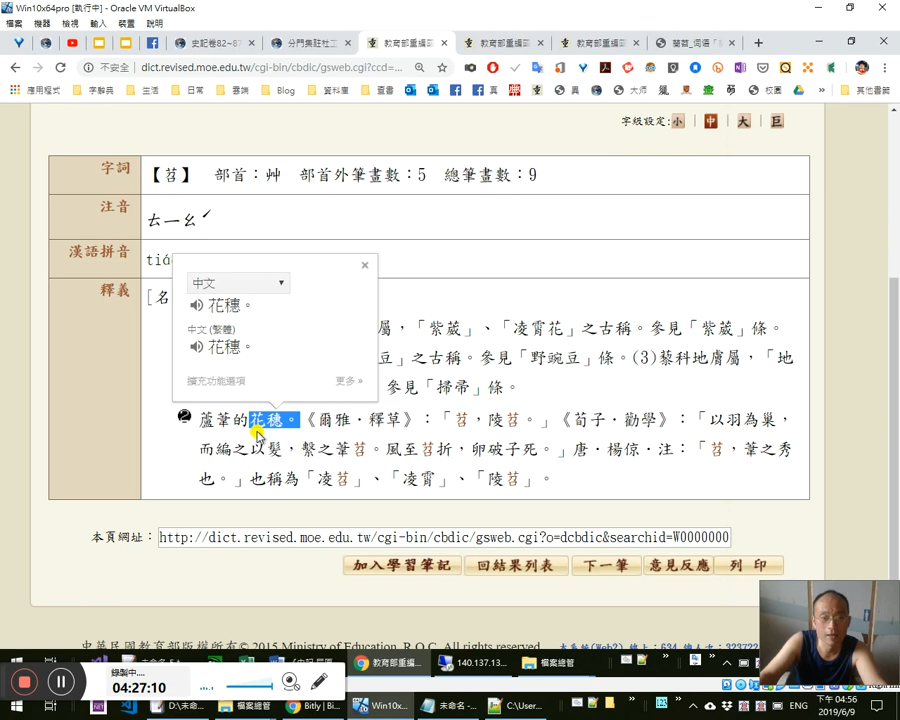 Win10x64pro [執行中] - Oracle VM VirtualBox
檔案 機器 檢視 輸入 裝置 說明
史記卷82~87
分門集註杜工
教育部重編國
教育部重編國
教育部重編國
蘭苕_词语
不安全 | dict.revised.moe.edu.tw/cgi-bin/cbdic/gsweb.cgi?ccd=...
應用程式 字辭典 生活 日常 雲端 Blog 資料庫 查書 真 異 大师 萌 校園 其他書籤
字級設定: 小 | 中 | 大 | 巨
字詞 【苕】 部首：艸 部首外筆畫數：5 總筆畫數：9
注音 ㄊㄧㄠˊ
漢語拼音
釋義 [名
中文
花穗。
中文 (繁體)
花穗。
擴充功能選項 更多 »
屬，「紫葳」、「凌霄花」之古稱。參見「紫葳」條。
豆」之古稱。參見「野豌豆」條。(3)藜科地膚屬，「地
參見「掃帚」條。
❷ 蘆葦的花穗。《爾雅．釋草》：「苕，陵苕。」《荀子．勸學》：「以羽為巢，
而編之以髮，繫之葦苕。風至苕折，卵破子死。」唐．楊倞．注：「苕，葦之秀
也。」也稱為「凌苕」、「凌霄」、「陵苕」。
本頁網址： http://dict.revised.moe.edu.tw/cgi-bin/cbdic/gsweb.cgi?o=dcbdic&searchid=W0000000
加入學習筆記 回結果列表 下一筆 意見反應 列 印
中華民國教育部版權所有© 2015 Ministry of Education, R.O.C. All rights reserved.
教育部重編 140.137.13... 檔案總管
錄製中...
04:27:10
D:\未命... 檔案總管 Bitly | Bi... Win10x... 未命名 -... C:\User... ENG
下午 04:56
2019/6/9